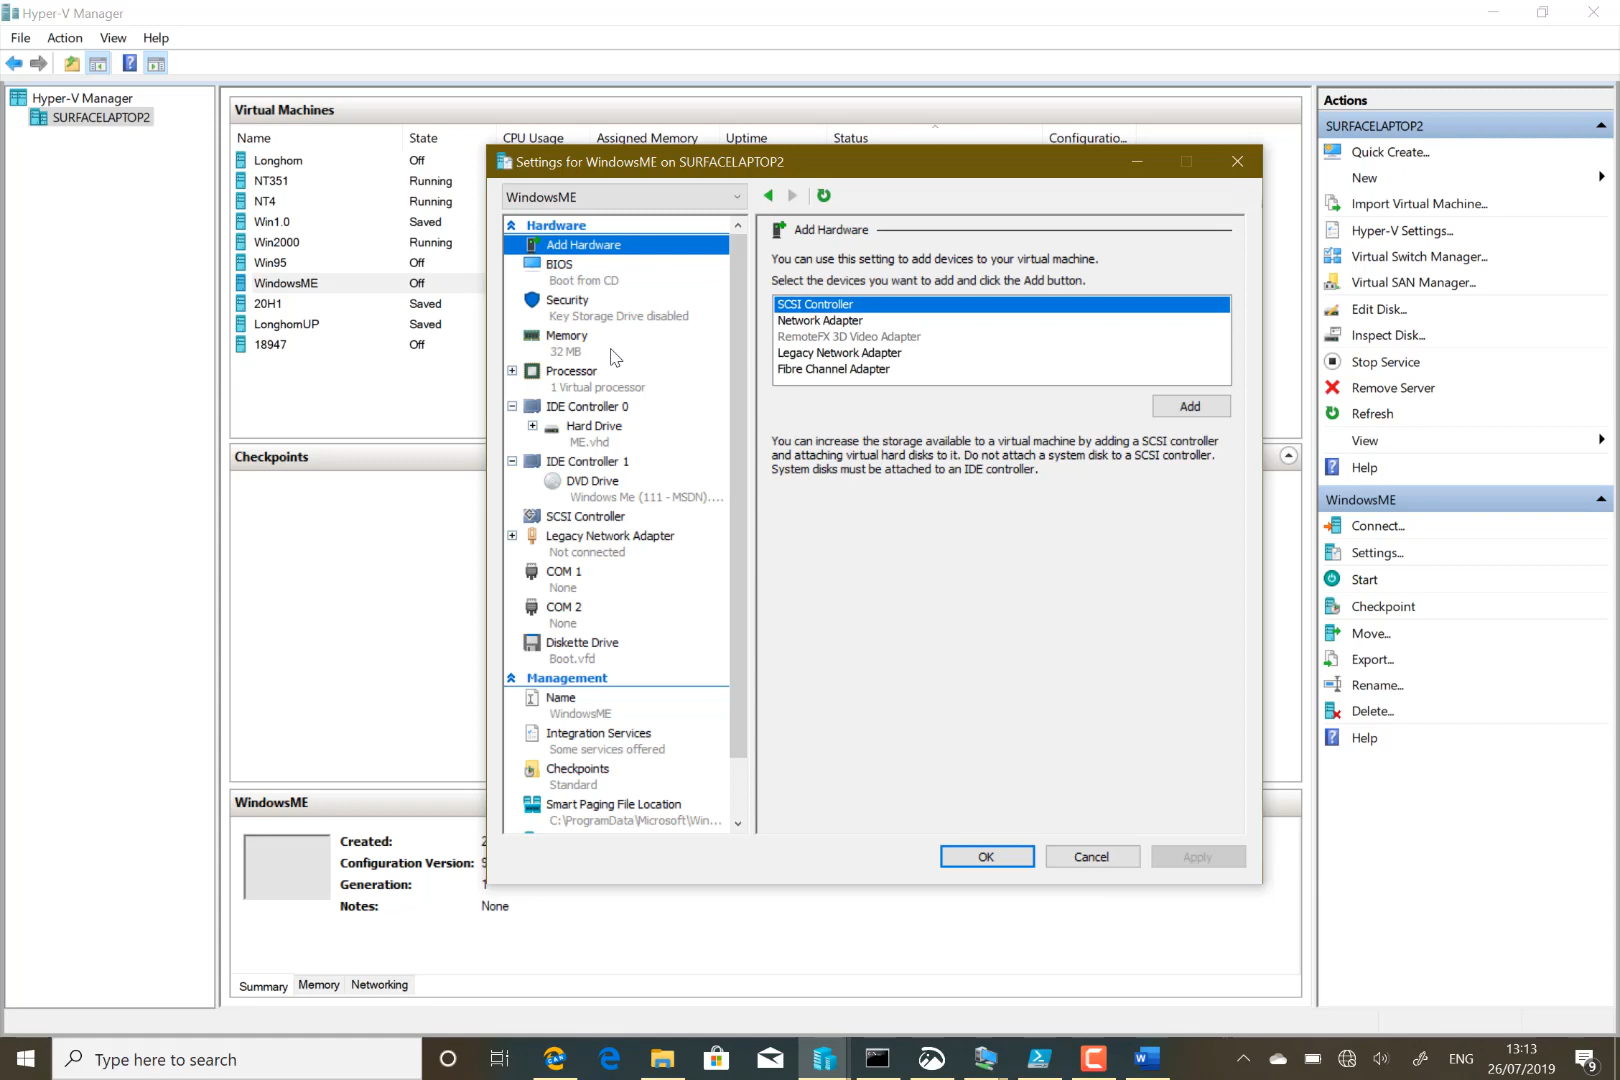 Hyper-V Manager
File Action View Help
Hyper-V Manager
SURFACELAPTOP2
Virtual Machines
Name State CPU Usage Assigned Memory Uptime Status Configuratio...
Longhorn Off
NT351 Running
NT4 Running
Win1.0 Saved
Win2000 Running
Win95 Off
WindowsME Off
20H1 Saved
LonghornUP Saved
18947 Off
Checkpoints
WindowsME
Created: 2
Configuration Version: 9
Generation: 1
Notes: None
Summary Memory Networking
Settings for WindowsME on SURFACELAPTOP2
WindowsME
Hardware
Add Hardware
BIOS
Boot from CD
Security
Key Storage Drive disabled
Memory
32 MB
Processor
1 Virtual processor
IDE Controller 0
Hard Drive
ME.vhd
IDE Controller 1
DVD Drive
Windows Me (111 - MSDN)....
SCSI Controller
Legacy Network Adapter
Not connected
COM 1
None
COM 2
None
Diskette Drive
Boot.vfd
Management
Name
WindowsME
Integration Services
Some services offered
Checkpoints
Standard
Smart Paging File Location
C:\ProgramData\Microsoft\Win...
Add Hardware
You can use this setting to add devices to your virtual machine.
Select the devices you want to add and click the Add button.
SCSI Controller
Network Adapter
RemoteFX 3D Video Adapter
Legacy Network Adapter
Fibre Channel Adapter
Add
You can increase the storage available to a virtual machine by adding a SCSI controller
and attaching virtual hard disks to it. Do not attach a system disk to a SCSI controller.
System disks must be attached to an IDE controller.
OK Cancel Apply
Actions
SURFACELAPTOP2
Quick Create...
New
Import Virtual Machine...
Hyper-V Settings...
Virtual Switch Manager...
Virtual SAN Manager...
Edit Disk...
Inspect Disk...
Stop Service
Remove Server
Refresh
View
Help
WindowsME
Connect...
Settings...
Start
Checkpoint
Move...
Export...
Rename...
Delete...
Help
Type here to search
ENG
13:13
26/07/2019
9